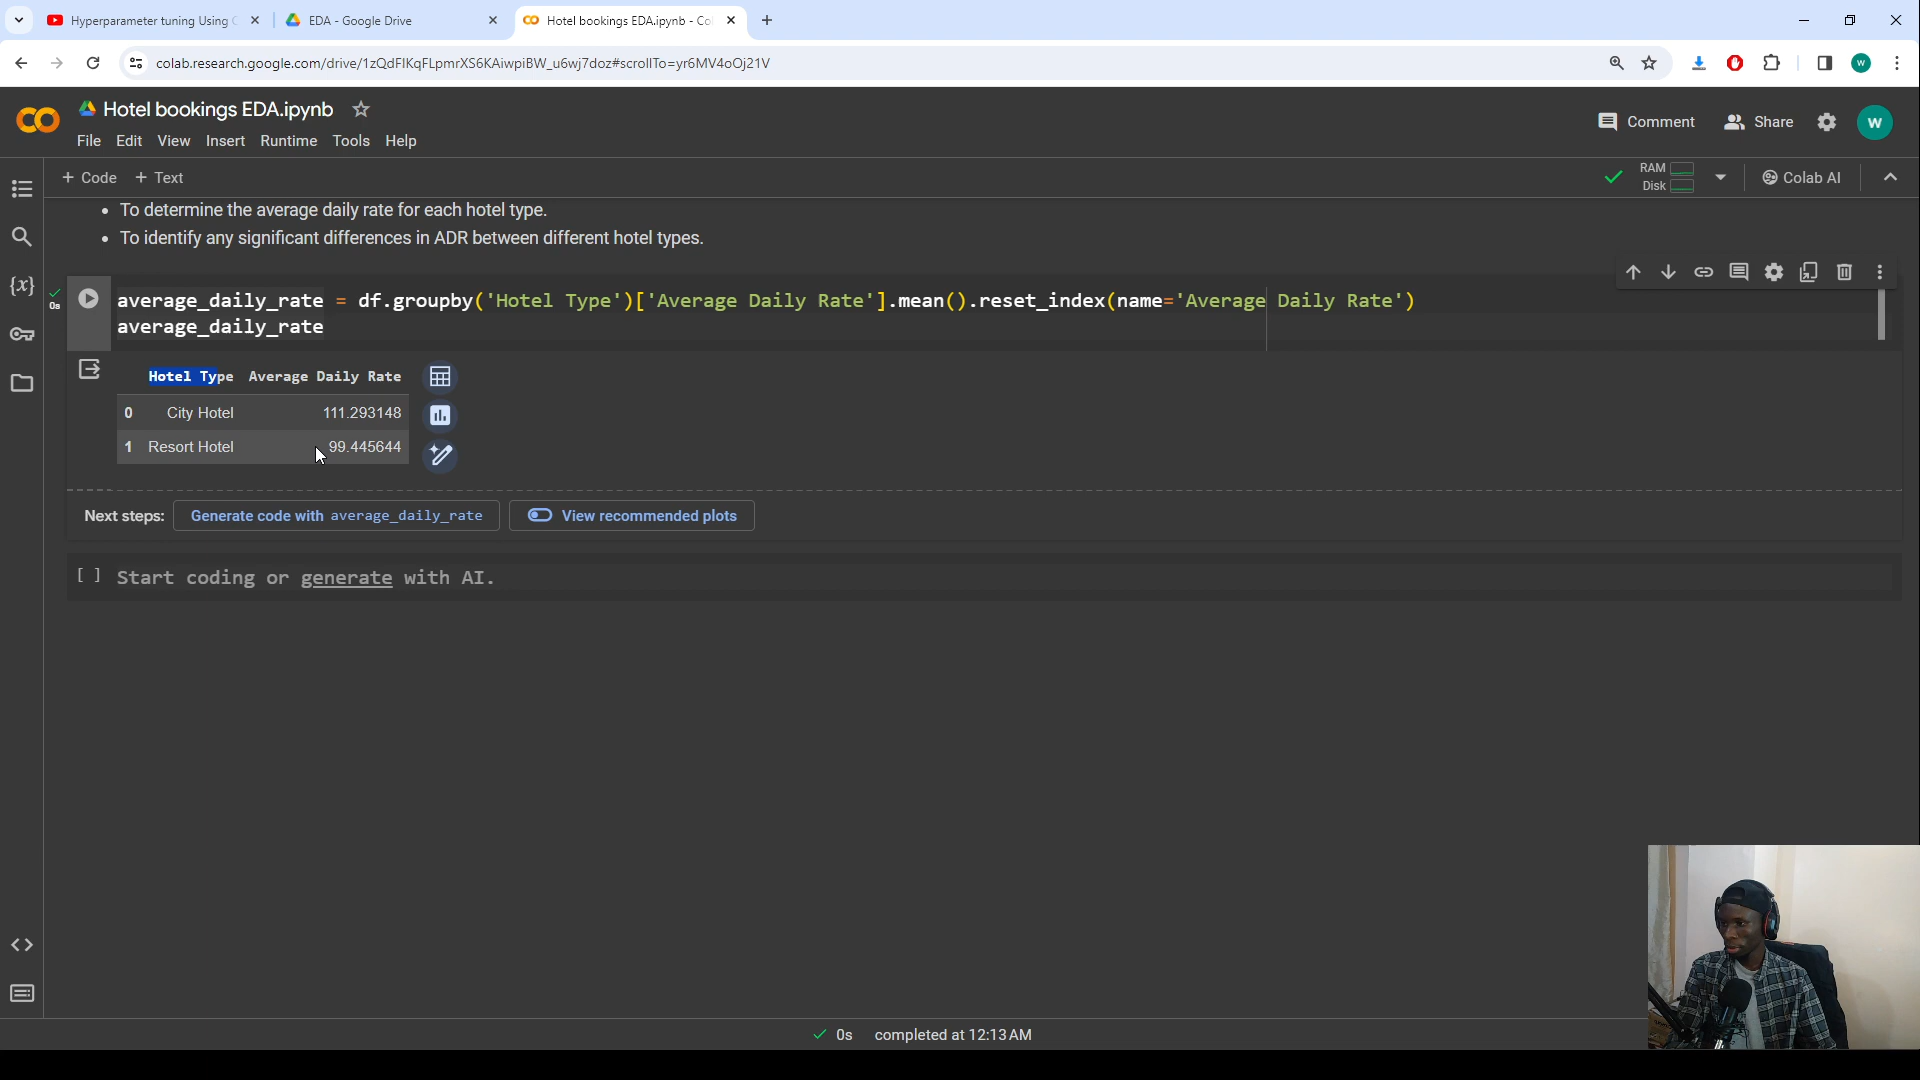 Hyperparameter tuning Using
EDA - Google Drive
Hotel bookings EDA.ipynb - Co
colab.research.google.com/drive/1zQdFIKqFLpmrXS6KAiwpiBW_u6wj7doz#scrollTo=yr6MV4oOj21V
w
Hotel bookings EDA.ipynb
File Edit View Insert Runtime Tools Help
Comment
Share
w
+ Code + Text
RAM
Disk
Colab AI
• To determine the average daily rate for each hotel type.
• To identify any significant differences in ADR between different hotel types.
{x}
0s
average_daily_rate = df.groupby('Hotel Type')['Average Daily Rate'].mean().reset_index(name='Average Daily Rate')
average_daily_rate
Hotel Type Average Daily Rate
0 City Hotel 111.293148
1 Resort Hotel 99.445644
Next steps: Generate code with average_daily_rate View recommended plots
[ ] Start coding or generate with AI.
0s completed at 12:13 AM